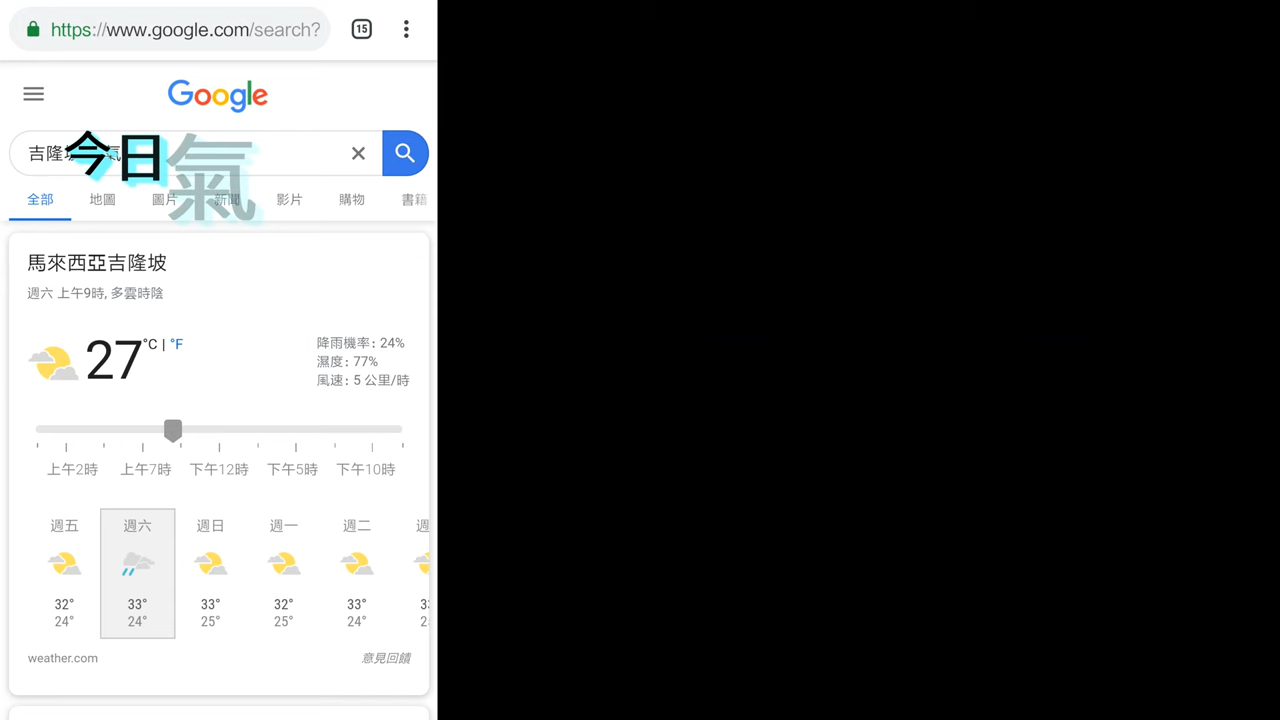 https://www.google.com/search?
15
Google
吉隆
今日氣
全部 地圖 圖片 新聞 影片 購物 書籍
馬來西亞吉隆坡
週六 上午9時, 多雲時陰
27 °C | °F
降雨機率: 24%
濕度: 77%
風速: 5 公里/時
上午2時 上午7時 下午12時 下午5時 下午10時
週五 週六 週日 週一 週二 週
32° 33° 33° 32° 33°
24° 24° 25° 25° 24°
weather.com 意見回饋